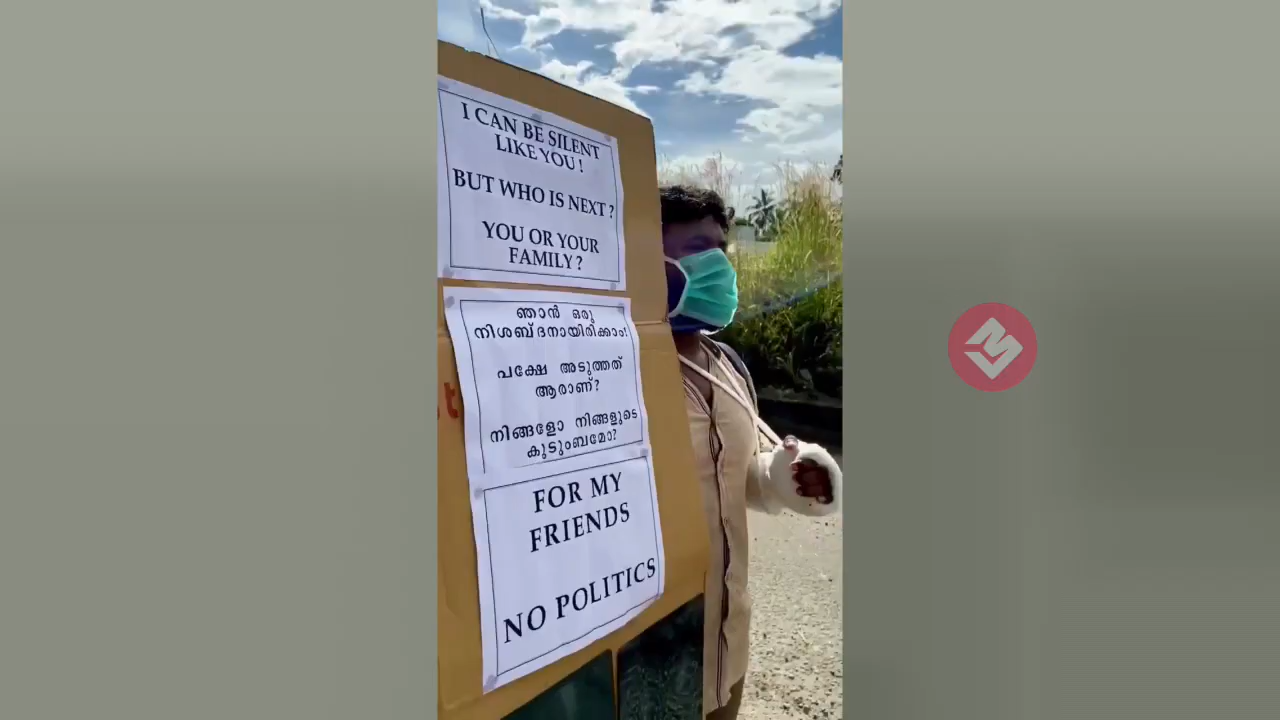 I CAN BE SILENT
LIKE YOU !
BUT WHO IS NEXT ?
YOU OR YOUR
FAMILY ?
ഞാൻ ഒരു
നിശബ്ദനായിരിക്കാം!
പക്ഷേ അടുത്തത്
ആരാണ്?
നിങ്ങളോ നിങ്ങളുടെ
കുടുംബമോ?
FOR MY
FRIENDS
NO POLITICS